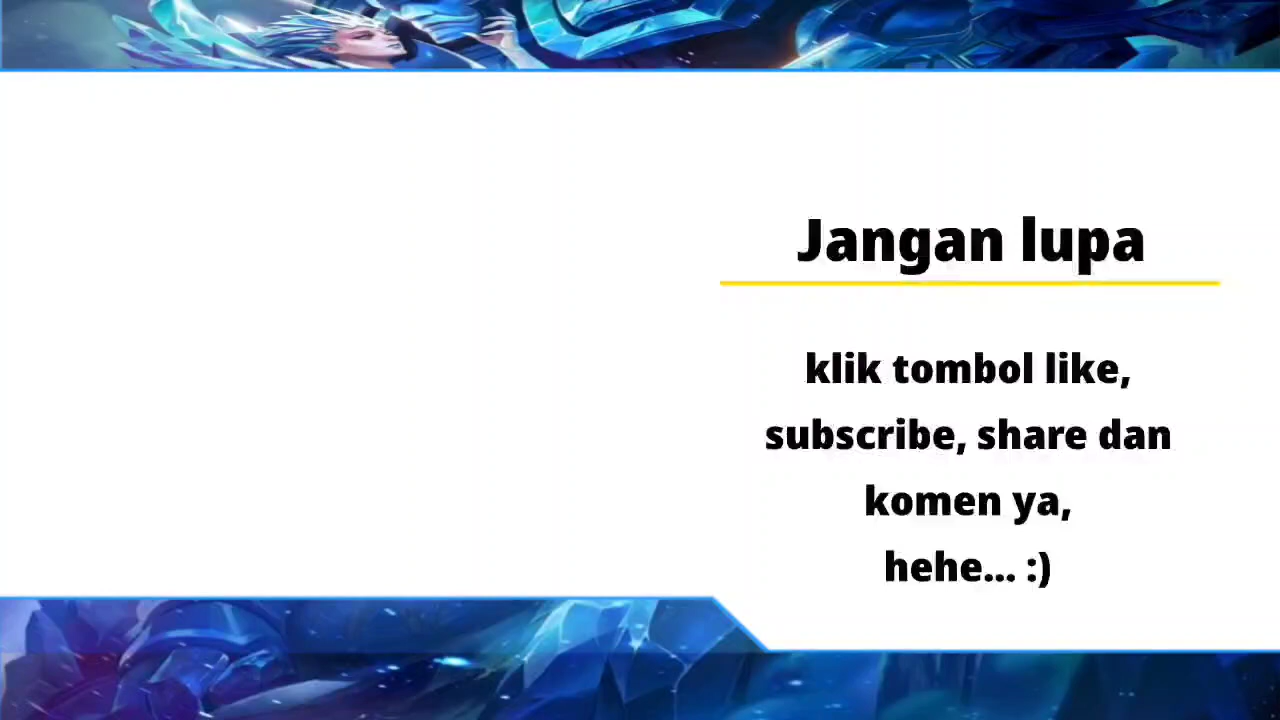 Jangan lupa
klik tombol like,
subscribe, share dan
komen ya,
hehe... :)